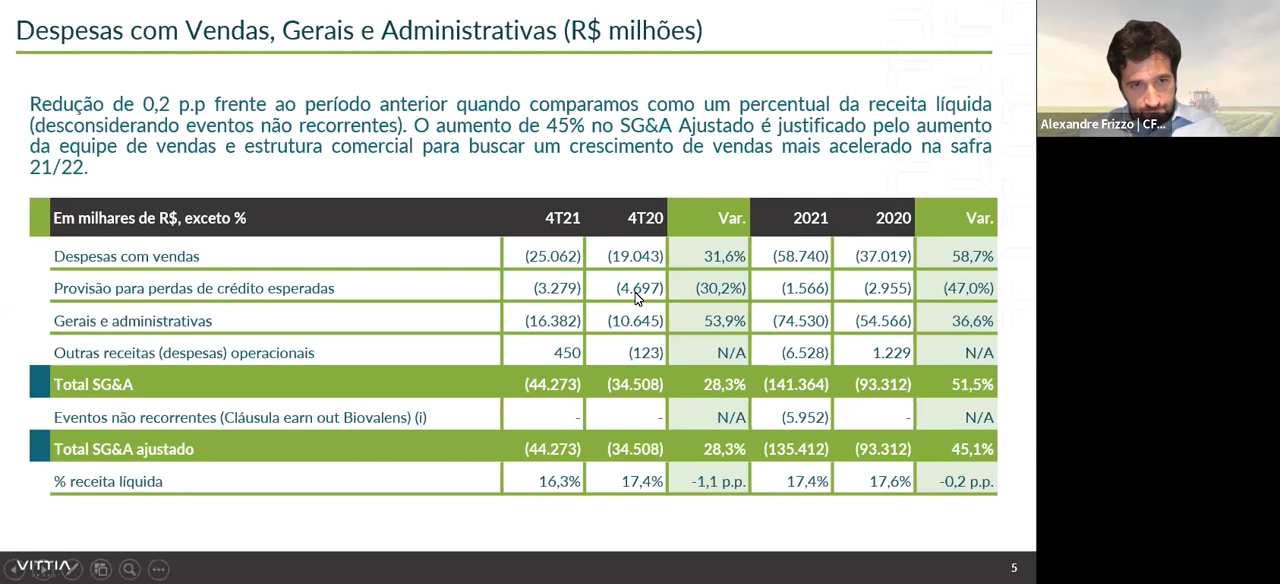 Despesas com Vendas, Gerais e Administrativas (R$ milhões)
Redução de 0,2 p.p frente ao período anterior quando comparamos como um percentual da receita líquida
(desconsiderando eventos não recorrentes). O aumento de 45% no SG&A Ajustado é justificado pelo aumento
da equipe de vendas e estrutura comercial para buscar um crescimento de vendas mais acelerado na safra
21/22.
Em milhares de R$, exceto % 4T21 4T20 Var. 2021 2020 Var.
Despesas com vendas (25.062) (19.043) 31,6% (58.740) (37.019) 58,7%
Provisão para perdas de crédito esperadas (3.279) (4.697) (30,2%) (1.566) (2.955) (47,0%)
Gerais e administrativas (16.382) (10.645) 53,9% (74.530) (54.566) 36,6%
Outras receitas (despesas) operacionais 450 (123) N/A (6.528) 1.229 N/A
Total SG&A (44.273) (34.508) 28,3% (141.364) (93.312) 51,5%
Eventos não recorrentes (Cláusula earn out Biovalens) (i) - - N/A (5.952) - N/A
Total SG&A ajustado (44.273) (34.508) 28,3% (135.412) (93.312) 45,1%
% receita líquida 16,3% 17,4% -1,1 p.p. 17,4% 17,6% -0,2 p.p.
VITTIA
5
Alexandre Frizzo | CF...